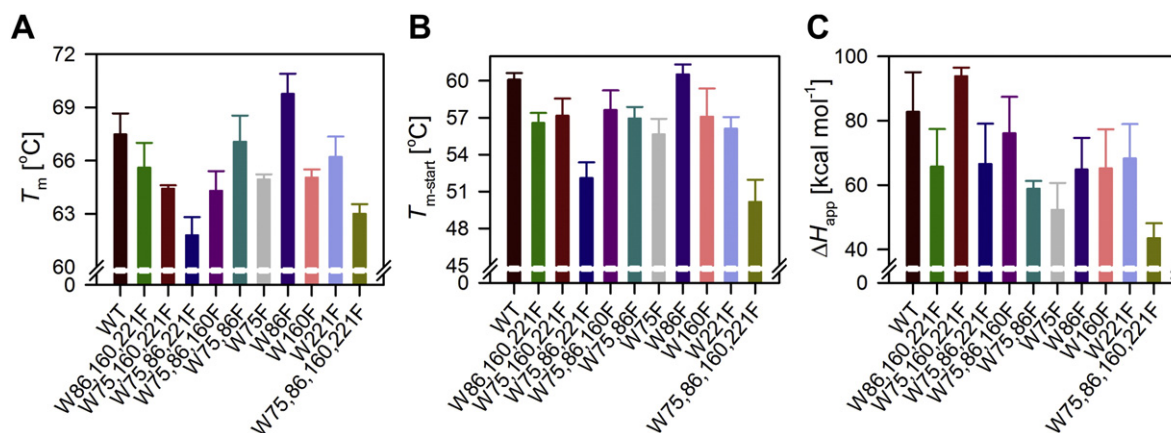 A
T_m [°C]
72
69
66
63
60
0
WT
W86,160,221F
W75,160,221F
W75,86,221F
W75,86,160F
W75,86F
W75F
W86F
W160F
W221F
W75,86,160,221F
B
T_m-start [°C]
60
57
54
51
48
45
0
WT
W86,160,221F
W75,160,221F
W75,86,221F
W75,86,160F
W75,86F
W75F
W86F
W160F
W221F
W75,86,160,221F
C
ΔH_app [kcal mol⁻¹]
100
80
60
40
0
WT
W86,160,221F
W75,160,221F
W75,86,221F
W75,86,160F
W75,86F
W75F
W86F
W160F
W221F
W75,86,160,221F